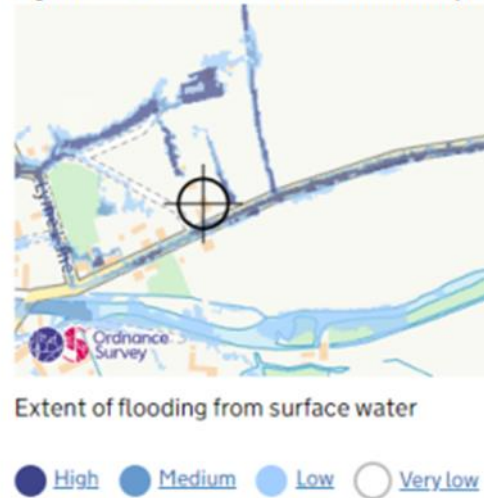 Ordnance
Survey
Extent of flooding from surface water
High Medium Low Very low